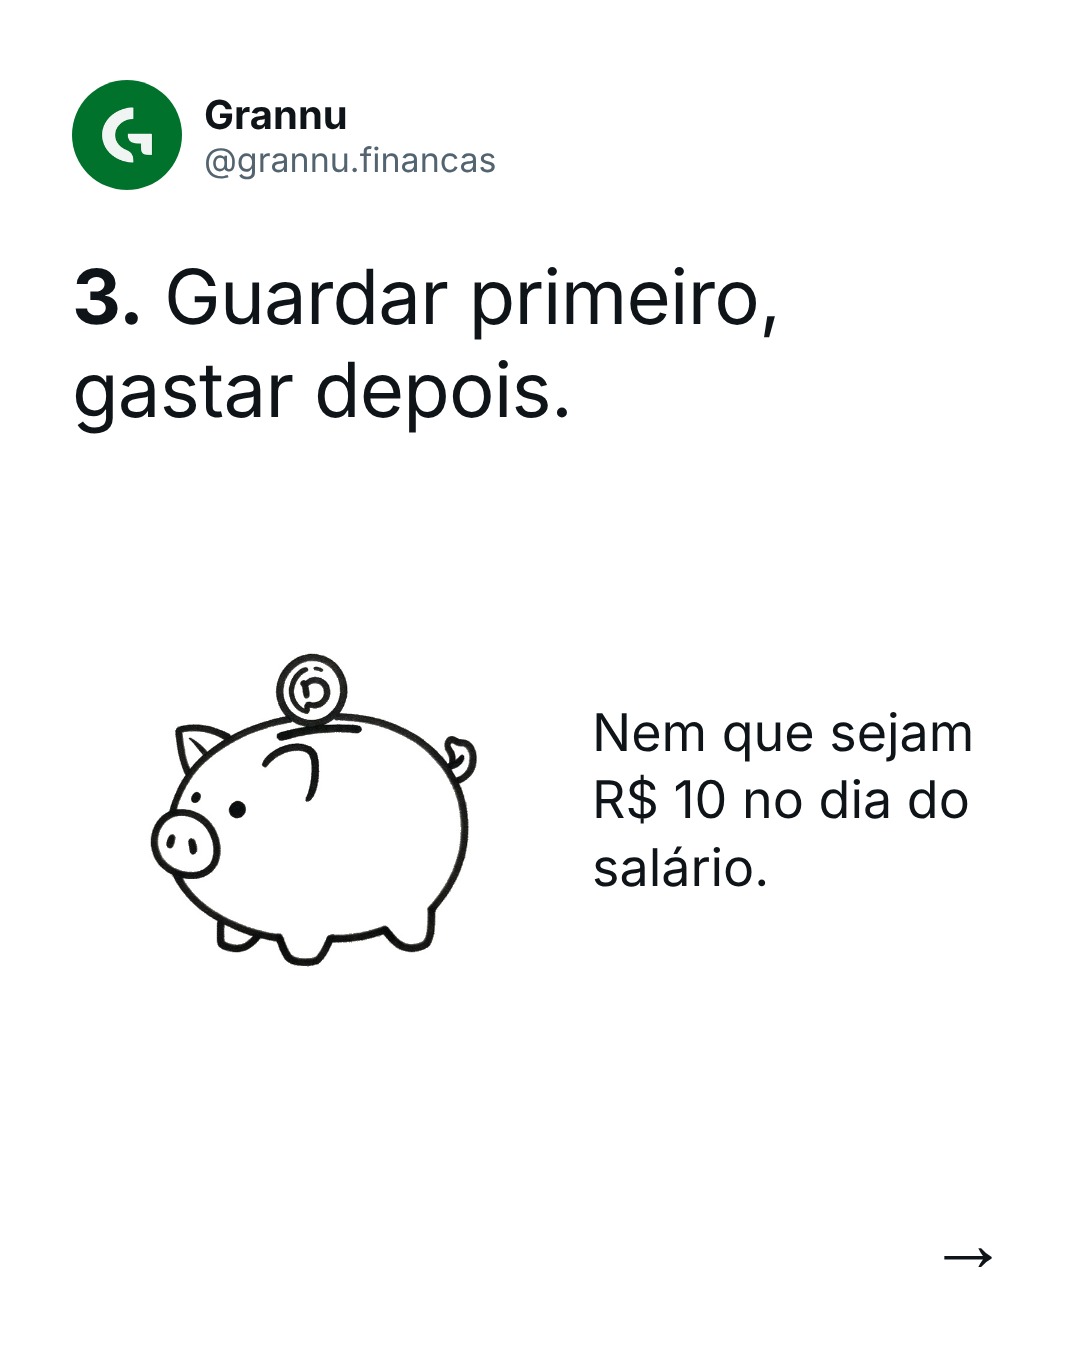 Grannu
@grannu.financas
3. Guardar primeiro,
gastar depois.
Nem que sejam
R$ 10 no dia do
salário.
→